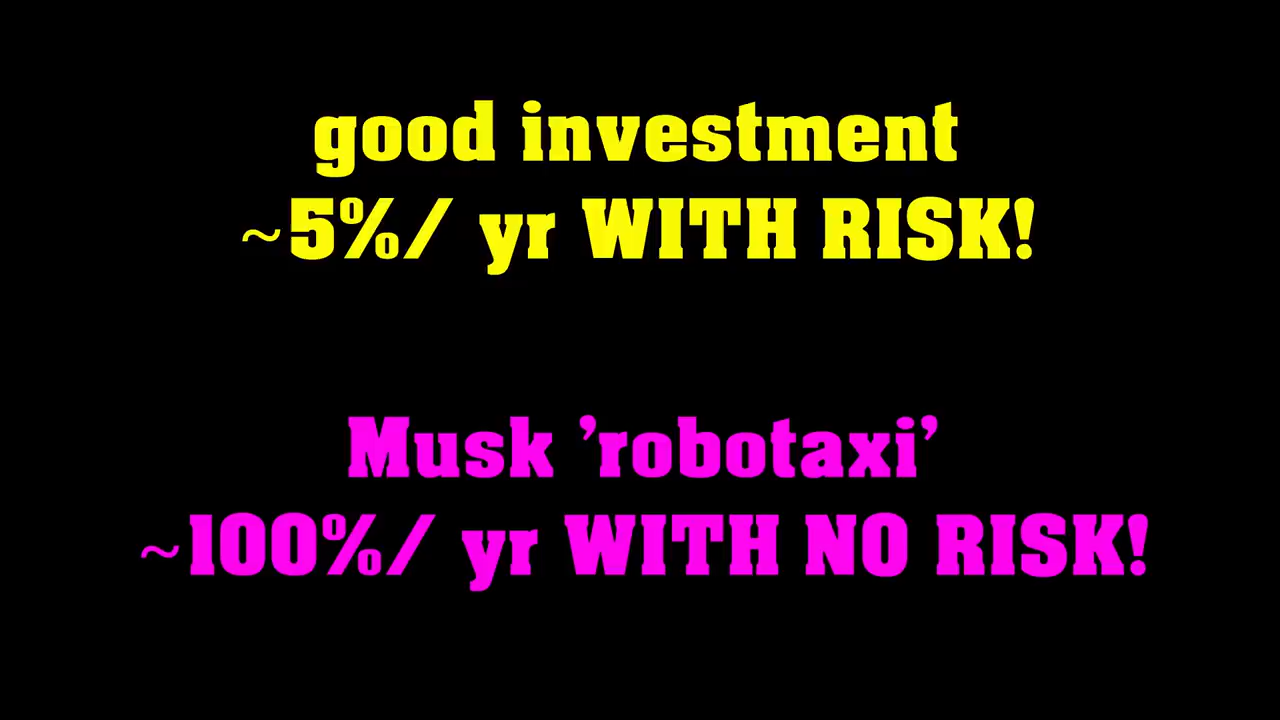 good investment
~5%/ yr WITH RISK!
Musk ’robotaxi’
~100%/ yr WITH NO RISK!